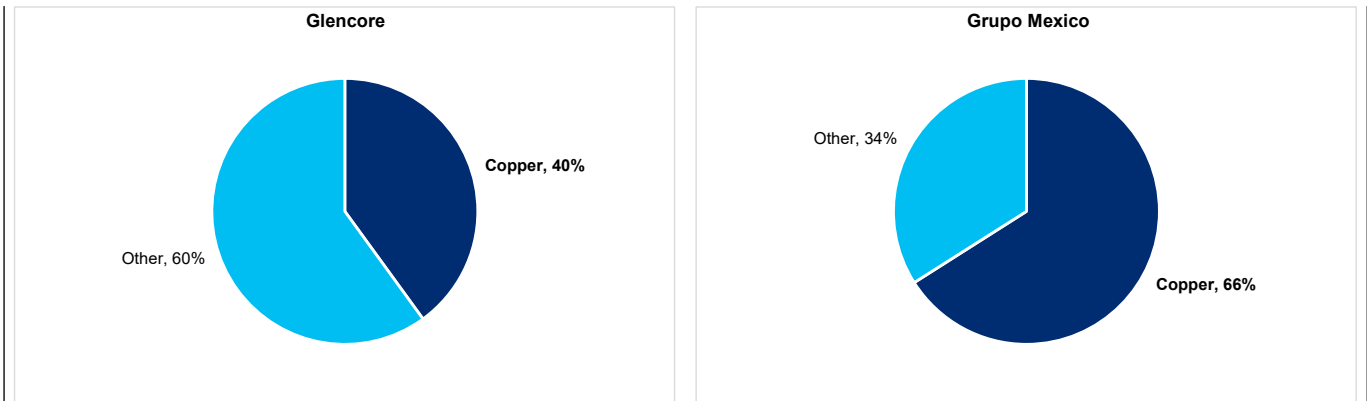 Glencore
Copper, 40%
Other, 60%
Grupo Mexico
Other, 34%
Copper, 66%